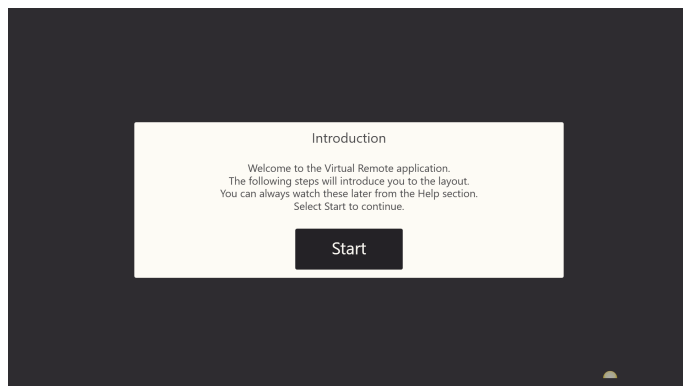 Introduction
Welcome to the Virtual Remote application.
The following steps will introduce you to the layout.
You can always watch these later from the Help section.
Select Start to continue.
Start